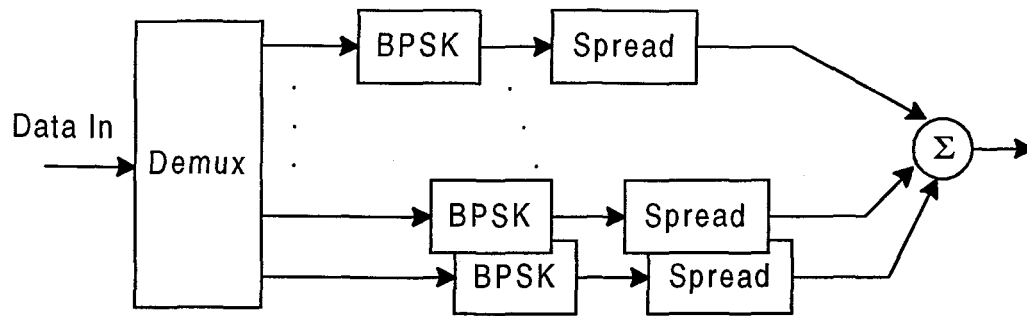 BPSK
Spread
Data In
Demux
Σ
BPSK
Spread
BPSK
Spread